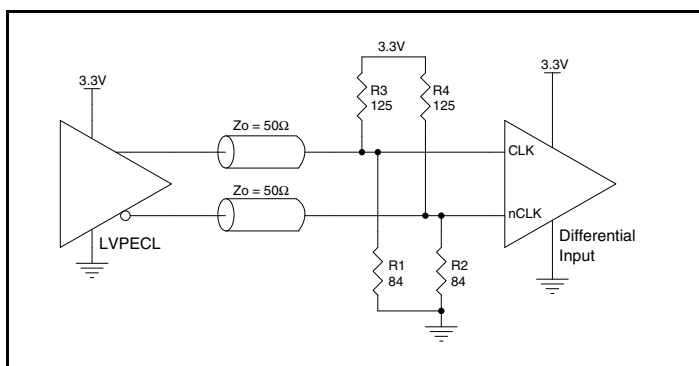 3.3V
3.3V
3.3V
R3
125
R4
125
Zo = 50Ω
CLK
Zo = 50Ω
nCLK
LVPECL
Differential
Input
R1
84
R2
84